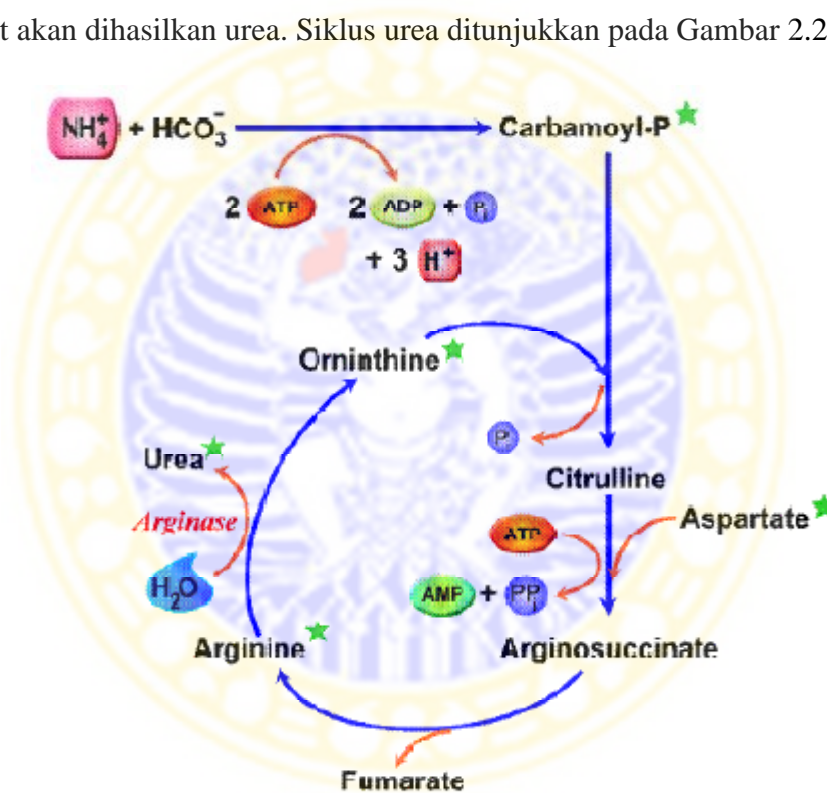 t akan dihasilkan urea. Siklus urea ditunjukkan pada Gambar 2.2
NH4+ + HCO3- Carbamoyl-P
2 ATP 2 ADP + Pi
+ 3 H+
Orninthine
P
Urea
Citrulline
Arginase
Aspartate
ATP
H2O
AMP + PPi
Arginine
Arginosuccinate
Fumarate